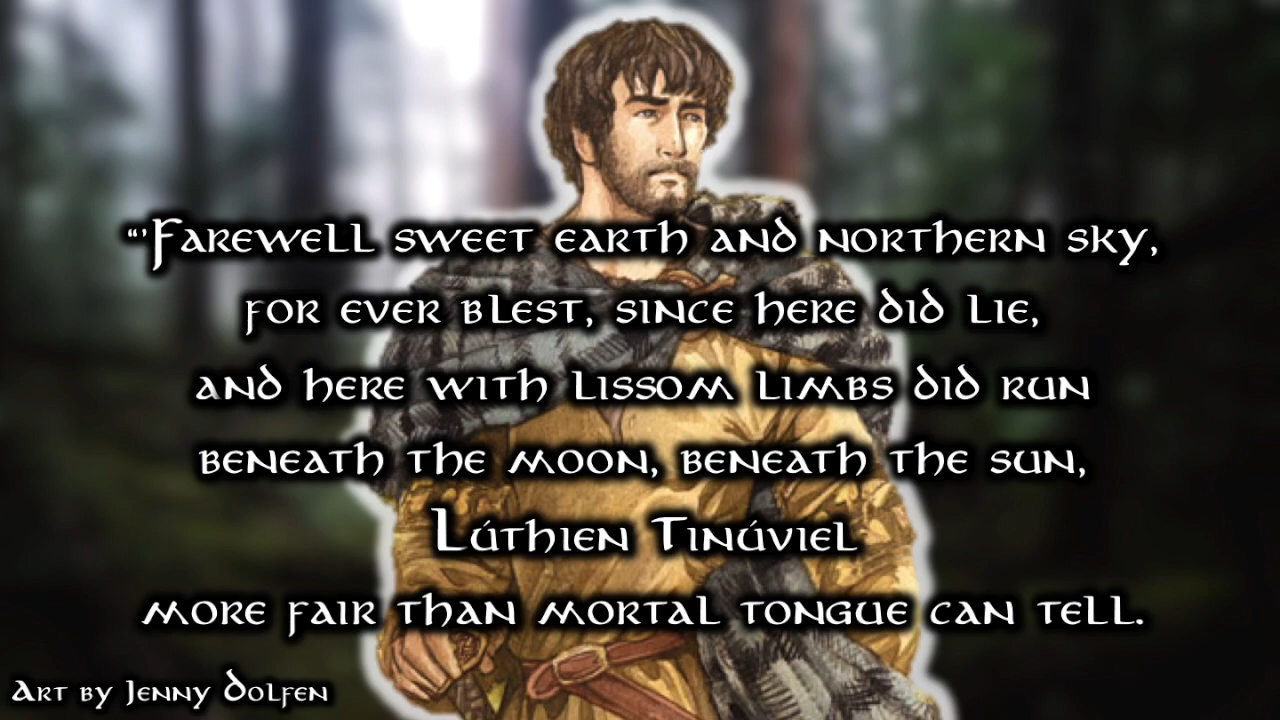 “‘Farewell sweet earth and northern sky,
for ever blest, since here did lie,
and here with lissom limbs did run
beneath the moon, beneath the sun,
Lúthien Tinúviel
more fair than mortal tongue can tell.
Art by Jenny Dolfen